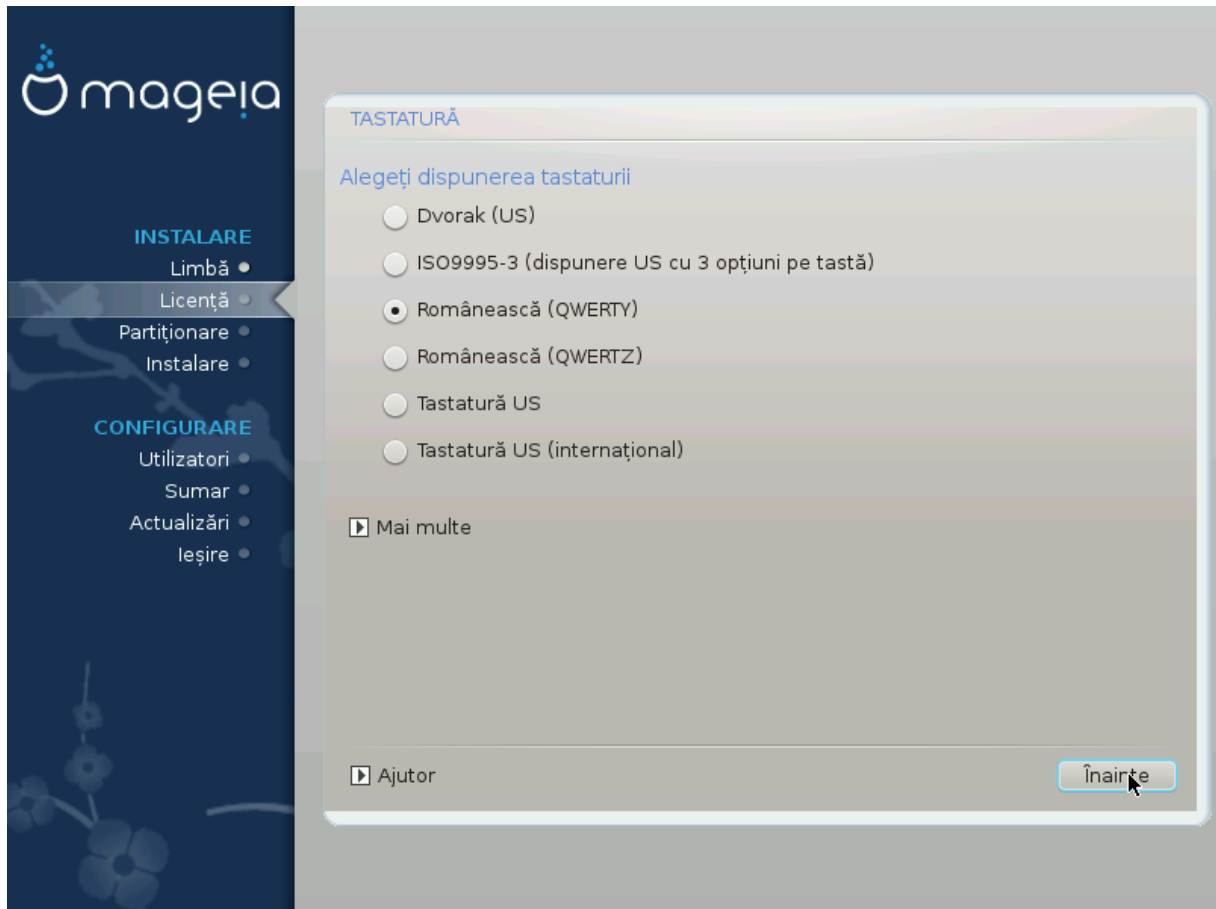 mageia
INSTALARE
Limbă
Licență
Partiționare
Instalare
CONFIGURARE
Utilizatori
Sumar
Actualizări
Ieșire
TASTATURĂ
Alegeți dispunerea tastaturii
Dvorak (US)
ISO9995-3 (dispunere US cu 3 opțiuni pe tastă)
Românească (QWERTY)
Românească (QWERTZ)
Tastatură US
Tastatură US (internațional)
Mai multe
Ajutor
Înainte